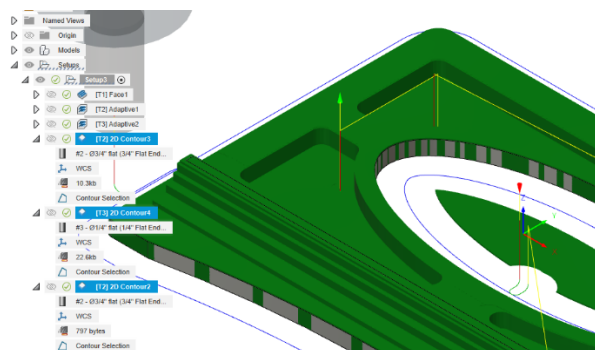 Named Views
Origin
Models
Setups
Setup3
[T1] Face1
[T2] Adaptive1
[T3] Adaptive2
[T2] 2D Contour3
#2 - Ø3/4" flat (3/4" Flat End...
WCS
10.3kb
Contour Selection
[T3] 2D Contour4
#3 - Ø1/4" flat (1/4" Flat End...
WCS
22.6kb
Contour Selection
[T2] 2D Contour2
#2 - Ø3/4" flat (3/4" Flat End...
WCS
797 bytes
Contour Selection
Z
Y